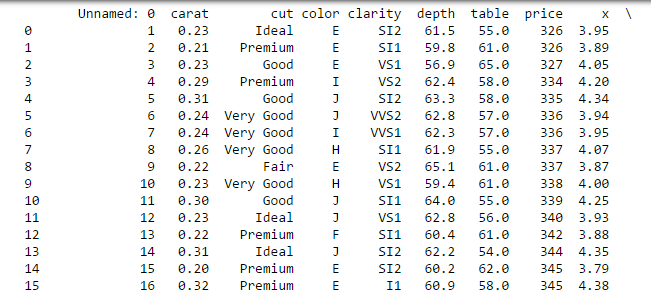 Unnamed: 0 carat cut color clarity depth table price x \
0 1 0.23 Ideal E SI2 61.5 55.0 326 3.95
1 2 0.21 Premium E SI1 59.8 61.0 326 3.89
2 3 0.23 Good E VS1 56.9 65.0 327 4.05
3 4 0.29 Premium I VS2 62.4 58.0 334 4.20
4 5 0.31 Good J SI2 63.3 58.0 335 4.34
5 6 0.24 Very Good J VVS2 62.8 57.0 336 3.94
6 7 0.24 Very Good I VVS1 62.3 57.0 336 3.95
7 8 0.26 Very Good H SI1 61.9 55.0 337 4.07
8 9 0.22 Fair E VS2 65.1 61.0 337 3.87
9 10 0.23 Very Good H VS1 59.4 61.0 338 4.00
10 11 0.30 Good J SI1 64.0 55.0 339 4.25
11 12 0.23 Ideal J VS1 62.8 56.0 340 3.93
12 13 0.22 Premium F SI1 60.4 61.0 342 3.88
13 14 0.31 Ideal J SI2 62.2 54.0 344 4.35
14 15 0.20 Premium E SI2 60.2 62.0 345 3.79
15 16 0.32 Premium E I1 60.9 58.0 345 4.38